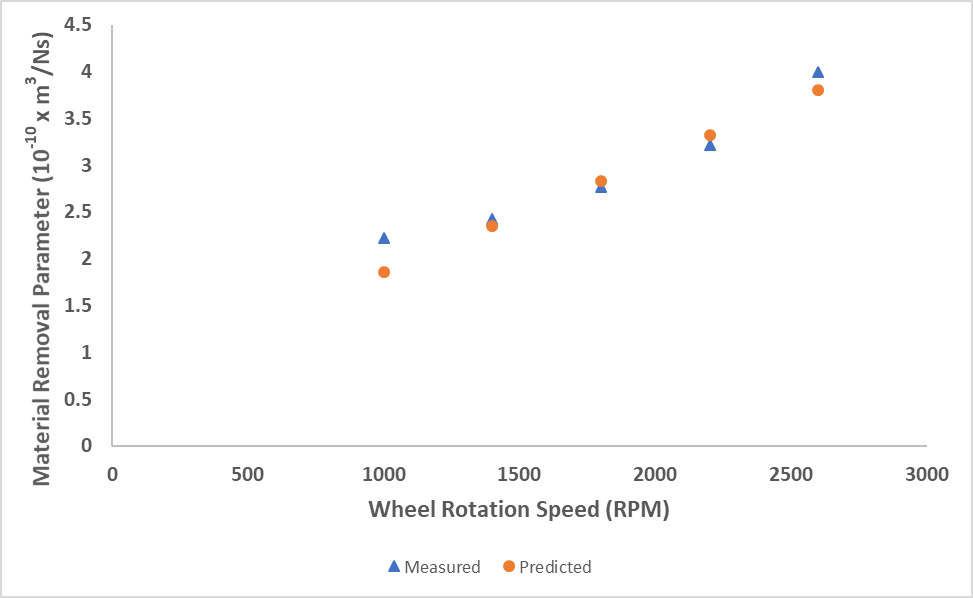 Material Removal Parameter (10⁻¹⁰ x m³/Ns)
4.5
4
3.5
3
2.5
2
1.5
1
0.5
0
0 500 1000 1500 2000 2500 3000
Wheel Rotation Speed (RPM)
Measured Predicted